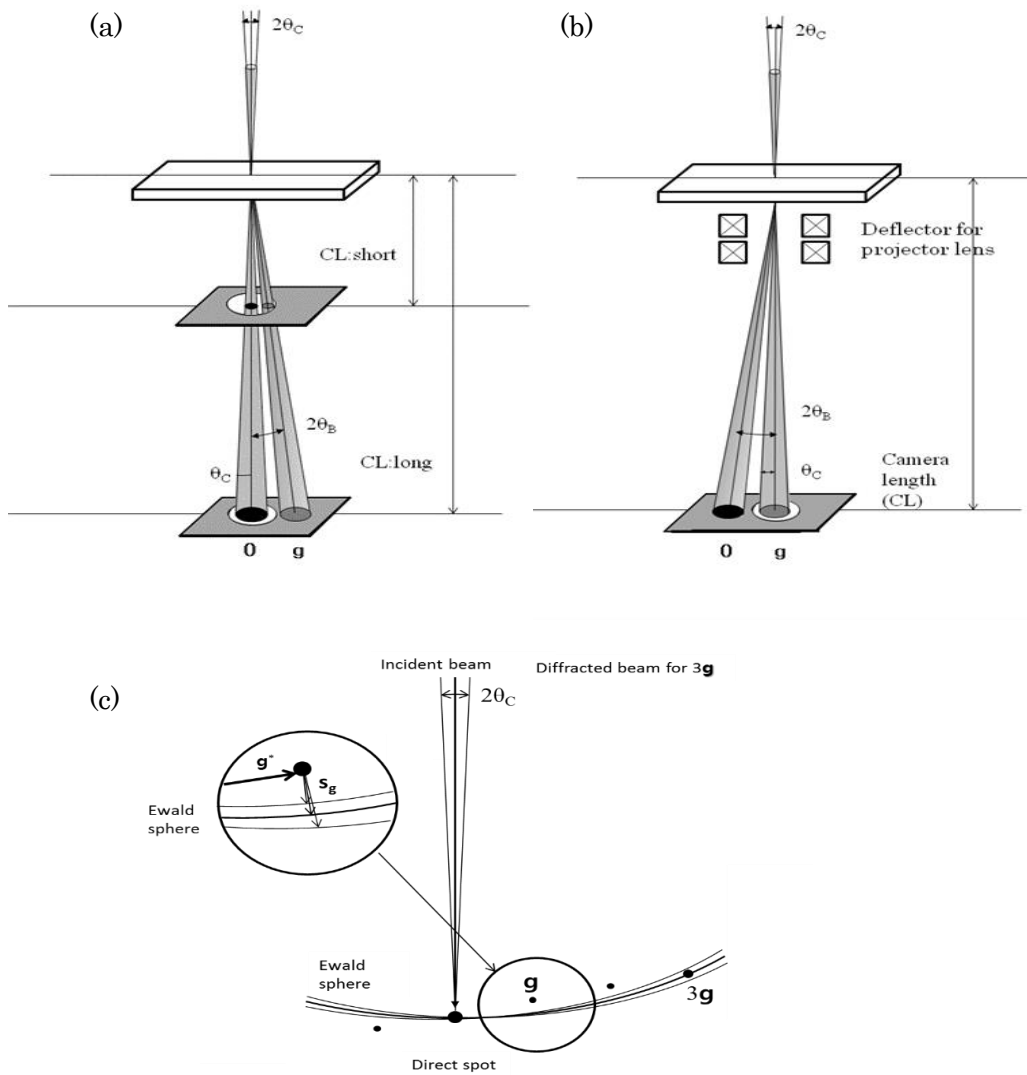 (a)
2θC
CL:short
2θB
θC
CL:long
0
g
(b)
2θC
Deflector for
projector lens
2θB
θC
Camera
length
(CL)
0
g
(c)
Incident beam
Diffracted beam for 3g
2θC
g*
Sg
Ewald
sphere
Ewald
sphere
g
3g
Direct spot